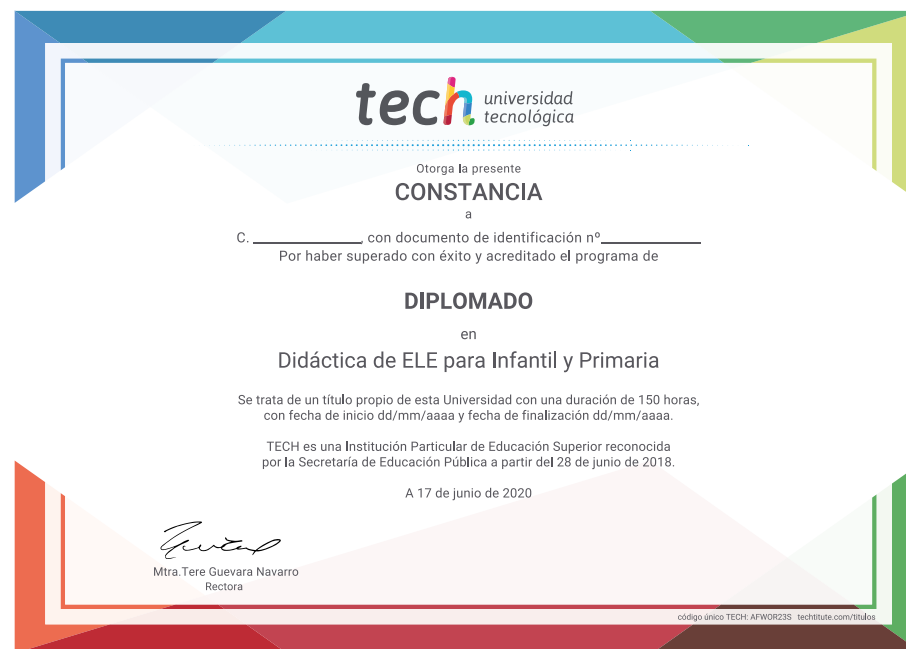 tech universidad
tecnológica
Otorga la presente
CONSTANCIA
a
C. ____________, con documento de identificación nº____________
Por haber superado con éxito y acreditado el programa de
DIPLOMADO
en
Didáctica de ELE para Infantil y Primaria
Se trata de un título propio de esta Universidad con una duración de 150 horas,
con fecha de inicio dd/mm/aaaa y fecha de finalización dd/mm/aaaa.
TECH es una Institución Particular de Educación Superior reconocida
por la Secretaría de Educación Pública a partir del 28 de junio de 2018.
A 17 de junio de 2020
Mtra.Tere Guevara Navarro
Rectora
código único TECH: AFWOR23S techtitute.com/titulos